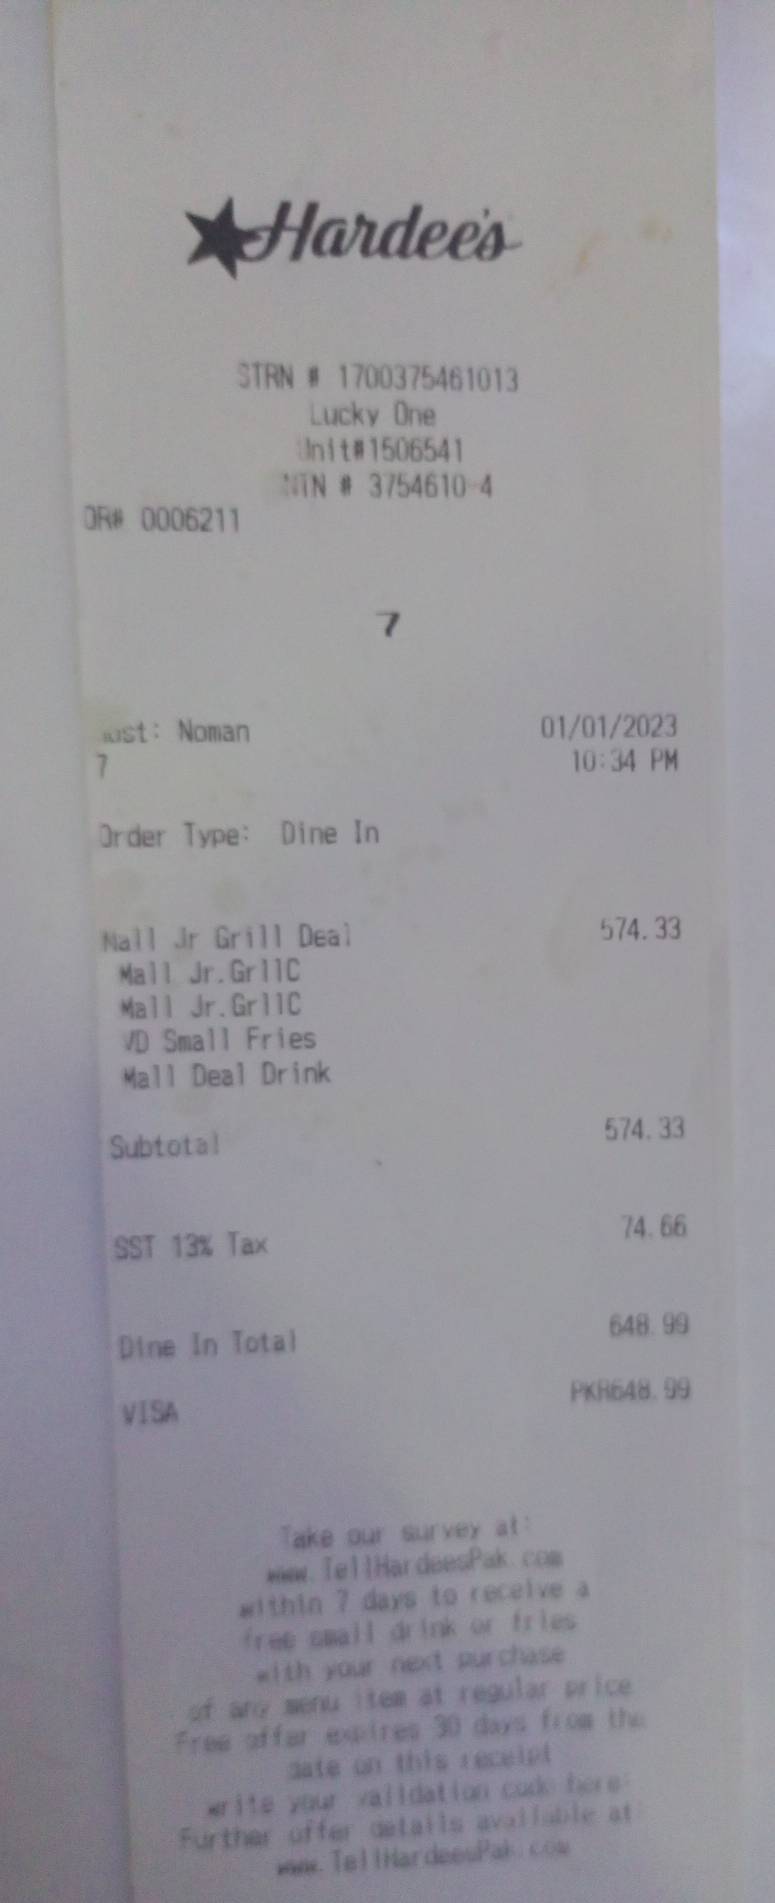 Hardee's
STRN # 1700375461013
Lucky One
Unit#1506541
NTN # 3754610-4
OR# 0006211
7
ust: Noman 01/01/2023
7 10:34 PM
Order Type: Dine In
Mall Jr Grill Deal 574.33
Mall Jr.GrllC
Mall Jr.GrllC
VD Small Fries
Mall Deal Drink
Subtotal 574.33
SST 13% Tax 74.66
Dine In Total 648.99
VISA PKR648.99
Take our survey at:
www.TellHardeesPak.com
within 7 days to receive a
free small drink or fries
with your next purchase
of any menu item at regular price
Free offer expires 30 days from the
date on this receipt
write your validation code here:
Further offer details available at
www.TellHardeesPak.com